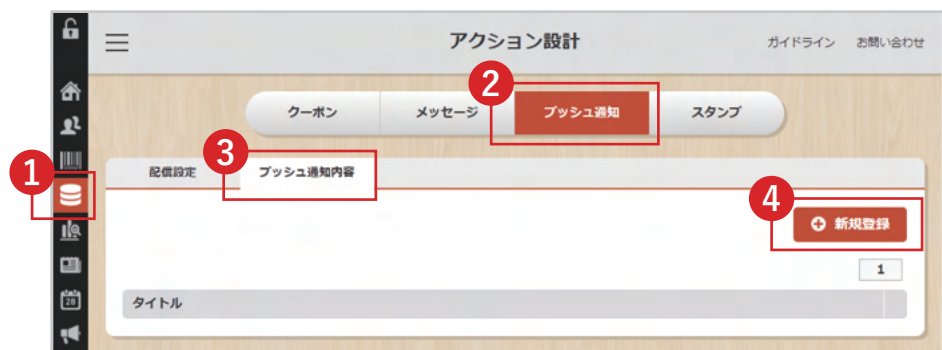 アクション設計
ガイドライン お問い合わせ
2
クーポン メッセージ プッシュ通知 スタンプ
3
配信設定 プッシュ通知内容
1
4
新規登録
1
タイトル
28